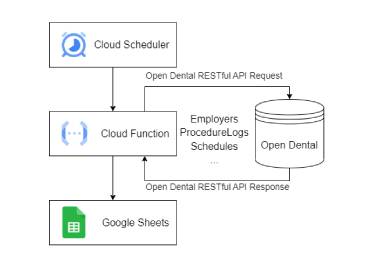 Cloud Scheduler
Open Dental RESTful API Request
Cloud Function
Employers
ProcedureLogs
Schedules
...
Open Dental
Open Dental RESTful API Response
Google Sheets